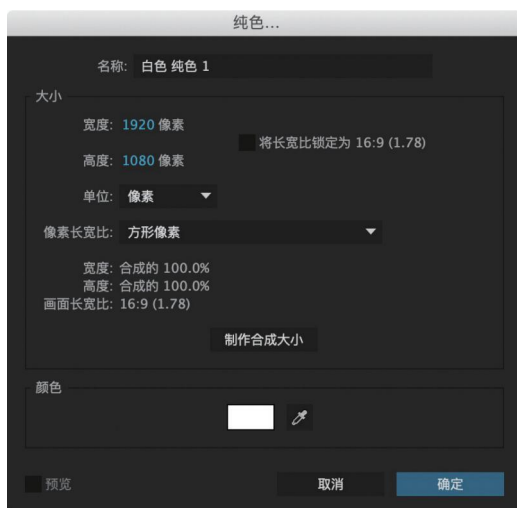 纯色...
名称: 白色 纯色 1
大小
宽度: 1920 像素
将长宽比锁定为 16:9 (1.78)
高度: 1080 像素
单位: 像素
像素长宽比: 方形像素
宽度: 合成的 100.0%
高度: 合成的 100.0%
画面长宽比: 16:9 (1.78)
制作合成大小
颜色
预览
取消
确定